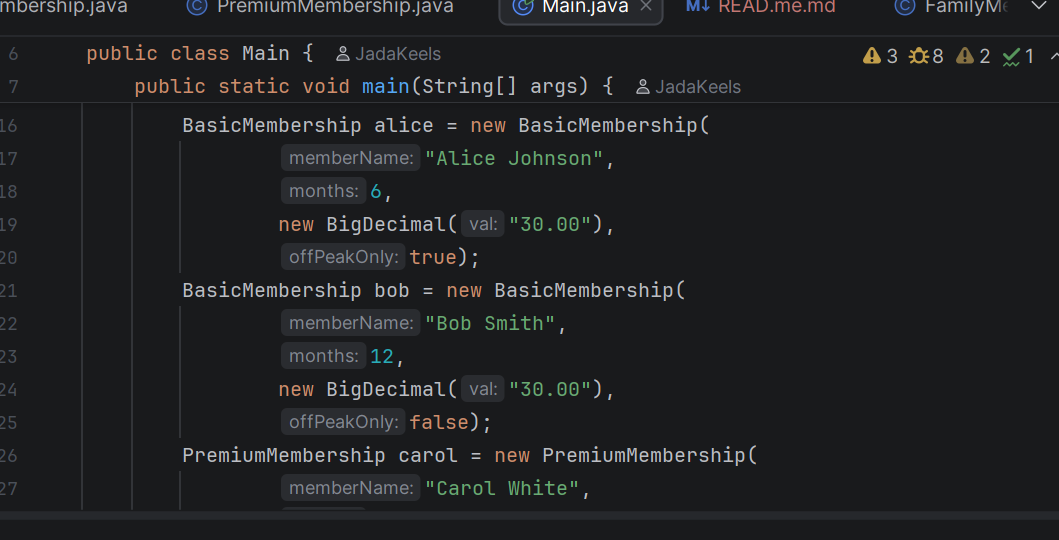 mbership.java PremiumMembership.java Main.java READ.me.md FamilyMe
6 public class Main { JadaKeels 3 8 2 1
7 public static void main(String[] args) { JadaKeels
16 BasicMembership alice = new BasicMembership(
17 memberName: "Alice Johnson",
18 months: 6,
19 new BigDecimal( val: "30.00"),
20 offPeakOnly: true);
21 BasicMembership bob = new BasicMembership(
22 memberName: "Bob Smith",
23 months: 12,
24 new BigDecimal( val: "30.00"),
25 offPeakOnly: false);
26 PremiumMembership carol = new PremiumMembership(
27 memberName: "Carol White",